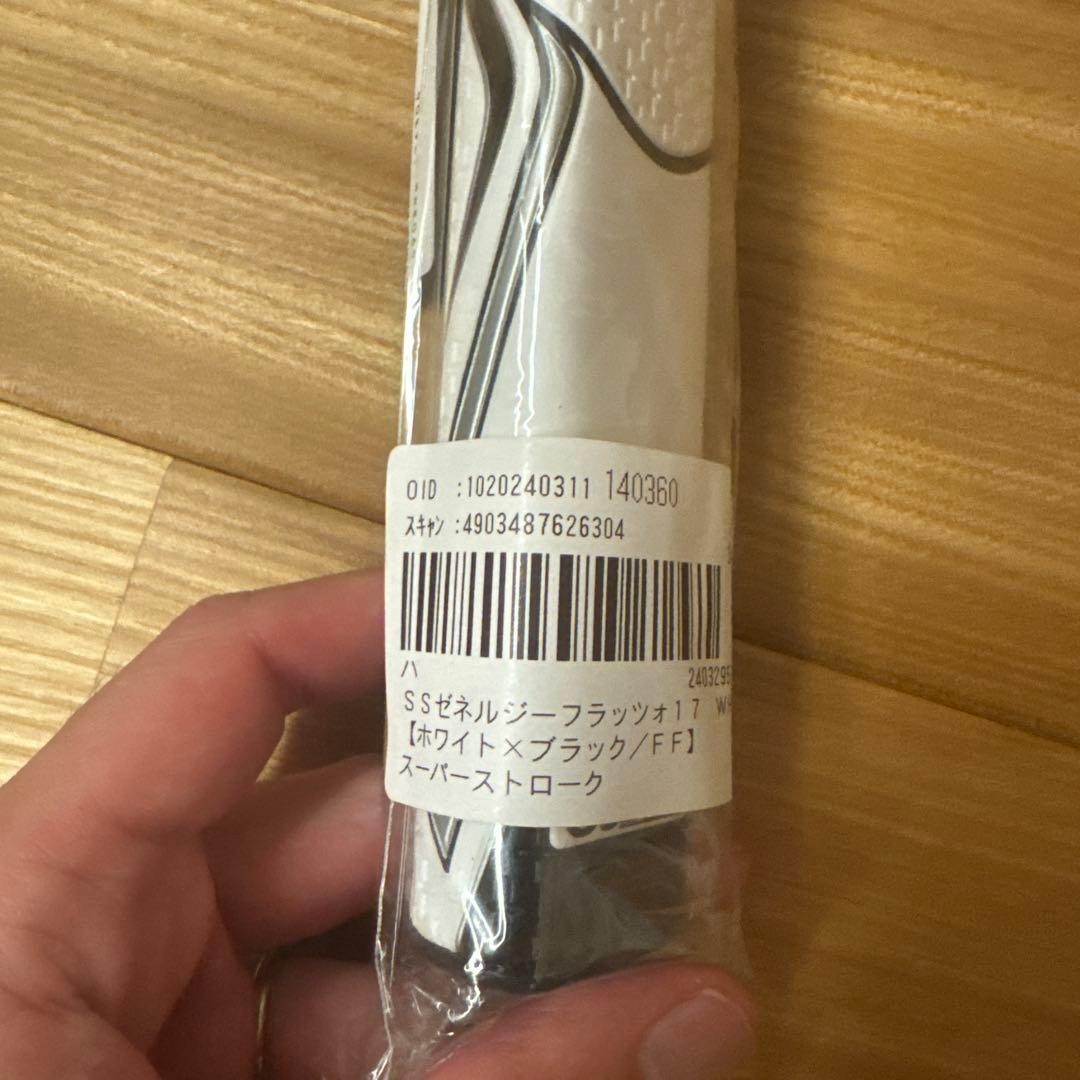 OID :1020240311 140360
スキャン :4903487626304
ハ
2403295
SSゼネルジーフラッツォ17 W
【ホワイト×ブラック/FF】
スーパーストローク